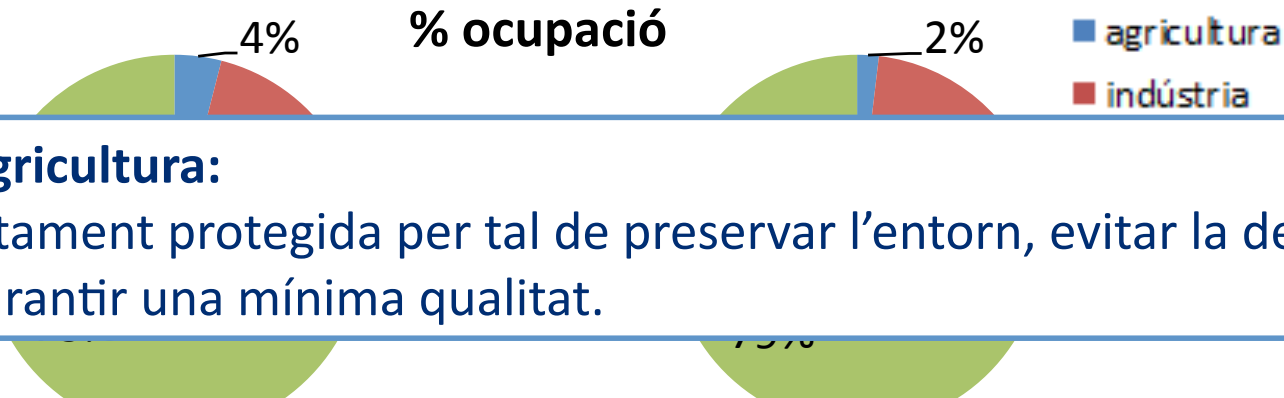 4%
% ocupació
2%
agricultura
indústria
gricultura:
tament protegida per tal de preservar l’entorn, evitar la de
rantir una mínima qualitat.